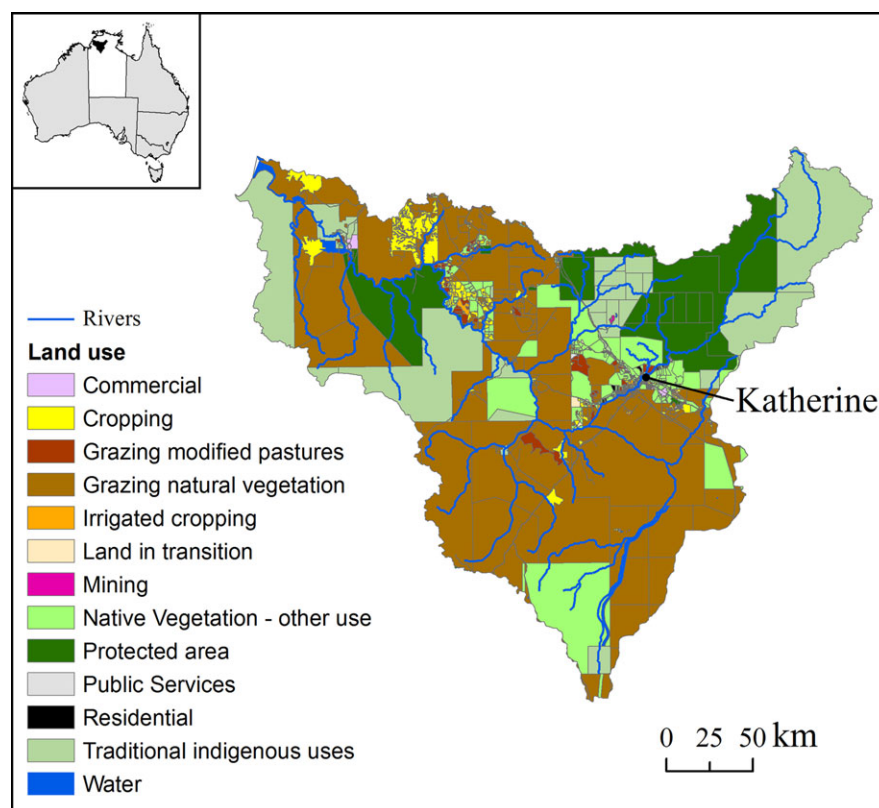 Katherine
Rivers
Land use
Commercial
Cropping
Grazing modified pastures
Grazing natural vegetation
Irrigated cropping
Land in transition
Mining
Native Vegetation - other use
Protected area
Public Services
Residential
Traditional indigenous uses
Water
0 25 50 km